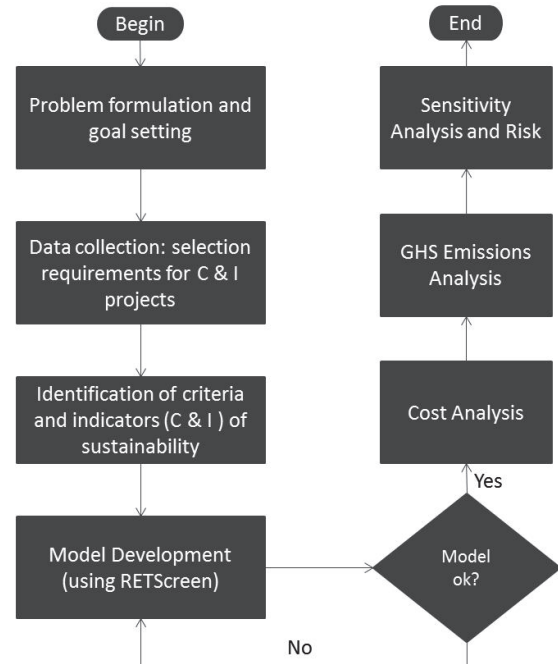 Begin
Problem formulation and
goal setting
Data collection: selection
requirements for C & I
projects
Identification of criteria
and indicators (C & I ) of
sustainability
Model Development
(using RETScreen)
No
Model
ok?
Yes
Cost Analysis
GHS Emissions
Analysis
Sensitivity
Analysis and Risk
End